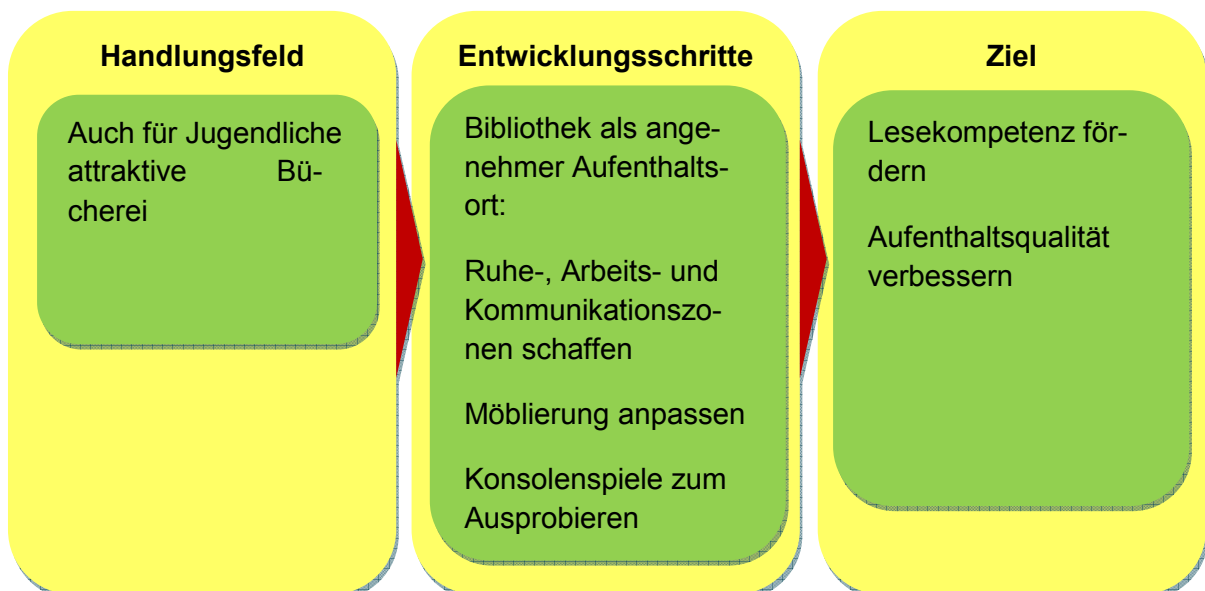 Handlungsfeld
Auch für Jugendliche
attraktive Bü-
cherei
Entwicklungsschritte
Bibliothek als ange-
nehmer Aufenthalts-
ort:
Ruhe-, Arbeits- und
Kommunikationszo-
nen schaffen
Möblierung anpassen
Konsolenspiele zum
Ausprobieren
Ziel
Lesekompetenz för-
dern
Aufenthaltsqualität
verbessern